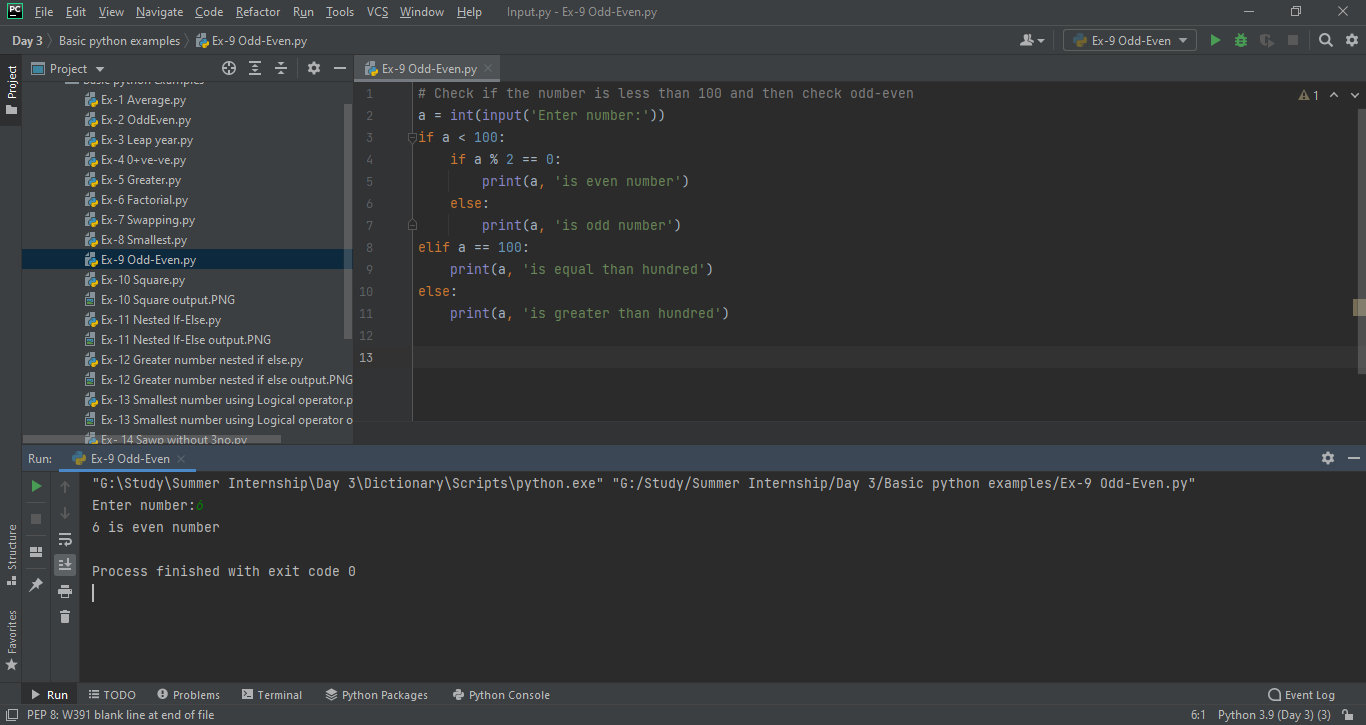 PC File Edit View Navigate Code Refactor Run Tools VCS Window Help Input.py - Ex-9 Odd-Even.py
Day 3 Basic python examples Ex-9 Odd-Even.py Ex-9 Odd-Even
Project
Project
Ex-9 Odd-Even.py
Basic python examples
Ex-1 Average.py
Ex-2 OddEven.py
Ex-3 Leap year.py
Ex-4 0+ve-ve.py
Ex-5 Greater.py
Ex-6 Factorial.py
Ex-7 Swapping.py
Ex-8 Smallest.py
Ex-9 Odd-Even.py
Ex-10 Square.py
Ex-10 Square output.PNG
Ex-11 Nested If-Else.py
Ex-11 Nested If-Else output.PNG
Ex-12 Greater number nested if else.py
Ex-12 Greater number nested if else output.PNG
Ex-13 Smallest number using Logical operator.p
Ex-13 Smallest number using Logical operator o
Ex- 14 Sawp without 3no.py
1 # Check if the number is less than 100 and then check odd-even
1
2 a = int(input('Enter number:'))
3 if a < 100:
4 if a % 2 == 0:
5 print(a, 'is even number')
6 else:
7 print(a, 'is odd number')
8 elif a == 100:
9 print(a, 'is equal than hundred')
10 else:
11 print(a, 'is greater than hundred')
12
13
Run: Ex-9 Odd-Even
"G:\Study\Summer Internship\Day 3\Dictionary\Scripts\python.exe" "G:/Study/Summer Internship/Day 3/Basic python examples/Ex-9 Odd-Even.py"
Enter number:6
6 is even number
Process finished with exit code 0
Structure
Favorites
Run TODO Problems Terminal Python Packages Python Console Event Log
PEP 8: W391 blank line at end of file 6:1 Python 3.9 (Day 3) (3)